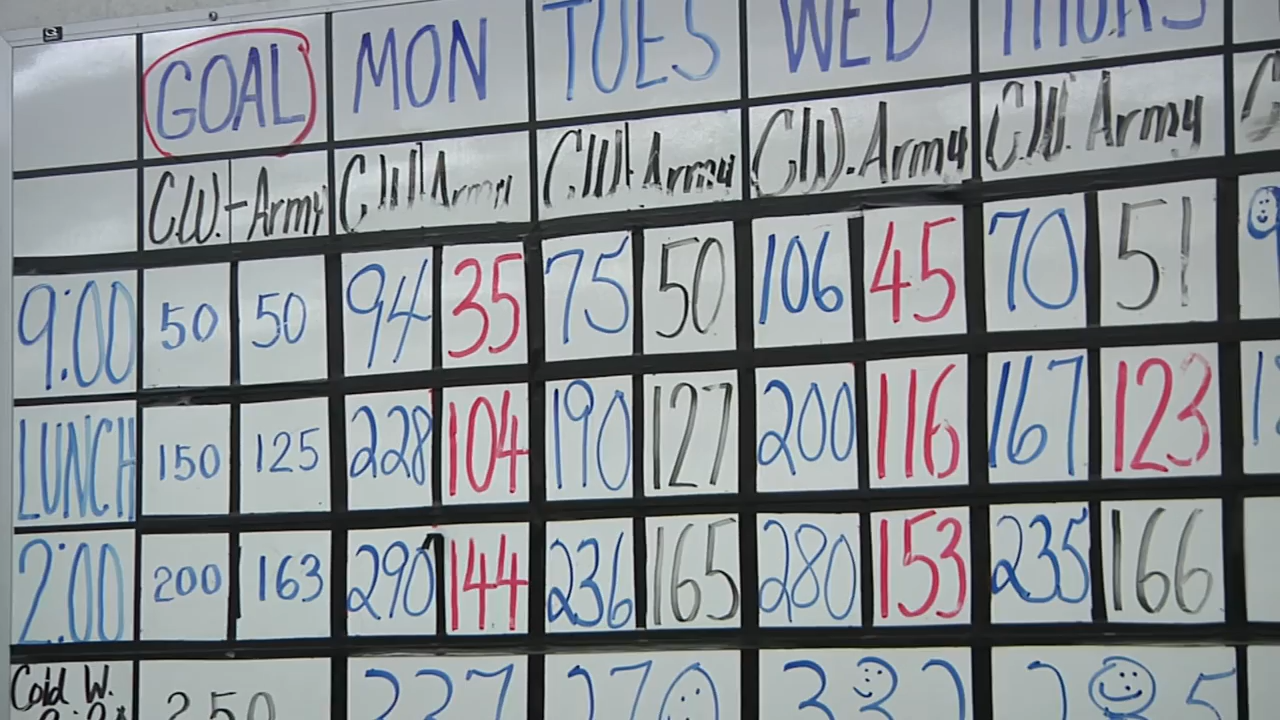 GOAL MON TUES WED THURS
C.W. - Army C.W. Army C.W. Army C.W. Army C.W. Army
9:00 50 50 94 35 75 50 106 45 70 51
LUNCH 150 125 228 104 190 127 200 116 167 123
2:00 200 163 290 144 236 165 280 153 235 166
Cold W. 250